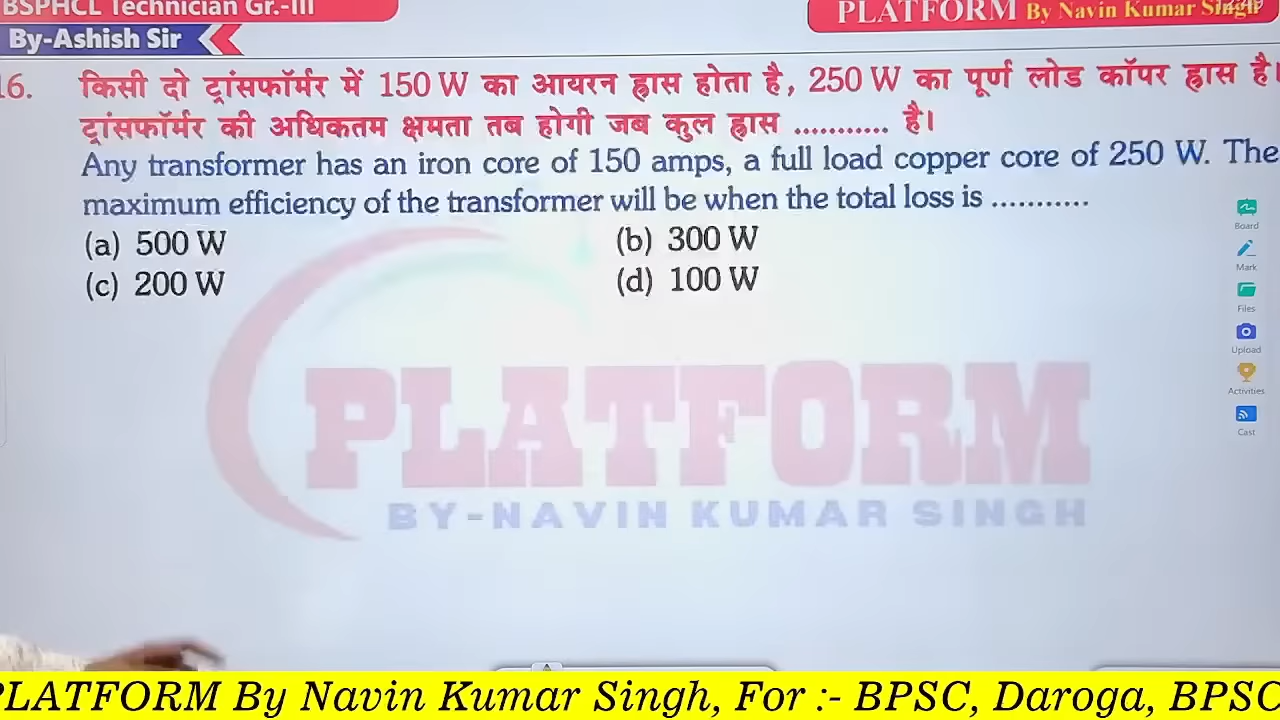 BSPHCL Technician Gr.-III
PLATFORM By Navin Kumar Singh
By-Ashish Sir
16. किसी दो ट्रांसफॉर्मर में 150 W का आयरन ह्रास होता है, 250 W का पूर्ण लोड कॉपर ह्रास है।
ट्रांसफॉर्मर की अधिकतम क्षमता तब होगी जब कुल ह्रास ........... है।
Any transformer has an iron core of 150 amps, a full load copper core of 250 W. The
maximum efficiency of the transformer will be when the total loss is ...........
(a) 500 W (b) 300 W
(c) 200 W (d) 100 W
Board
Mark
Files
Upload
Activities
Cast
PLATFORM
BY-NAVIN KUMAR SINGH
PLATFORM By Navin Kumar Singh, For :- BPSC, Daroga, BPSC